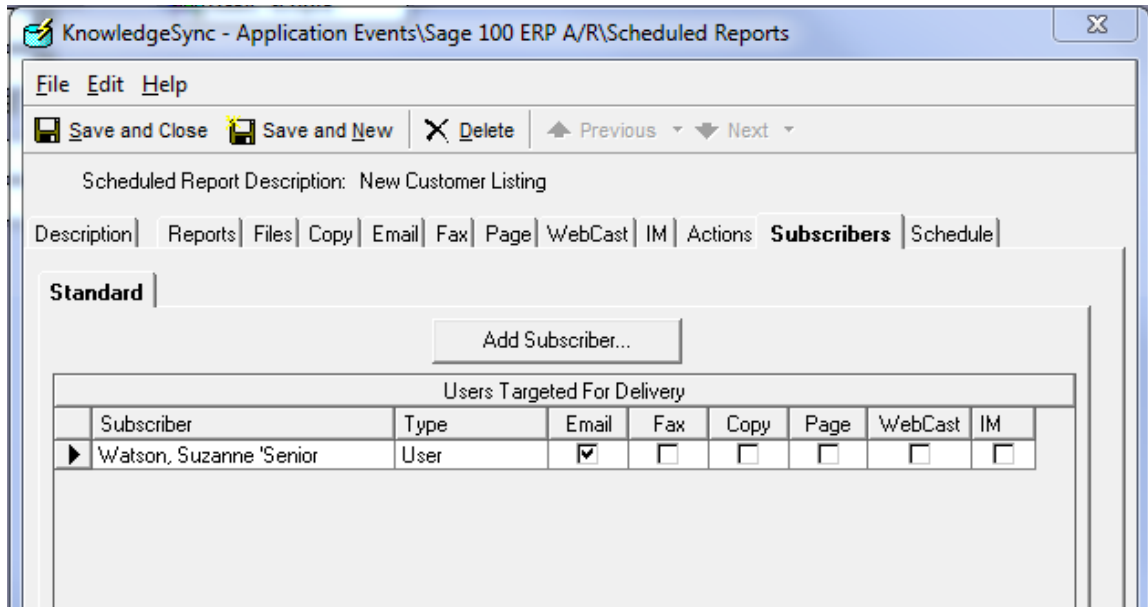 KnowledgeSync - Application Events\Sage 100 ERP A/R\Scheduled Reports
File Edit Help
Save and Close Save and New Delete Previous Next
Scheduled Report Description: New Customer Listing
Description Reports Files Copy Email Fax Page WebCast IM Actions Subscribers Schedule
Standard
Add Subscriber...
Users Targeted For Delivery
Subscriber Type Email Fax Copy Page WebCast IM
Watson, Suzanne 'Senior User